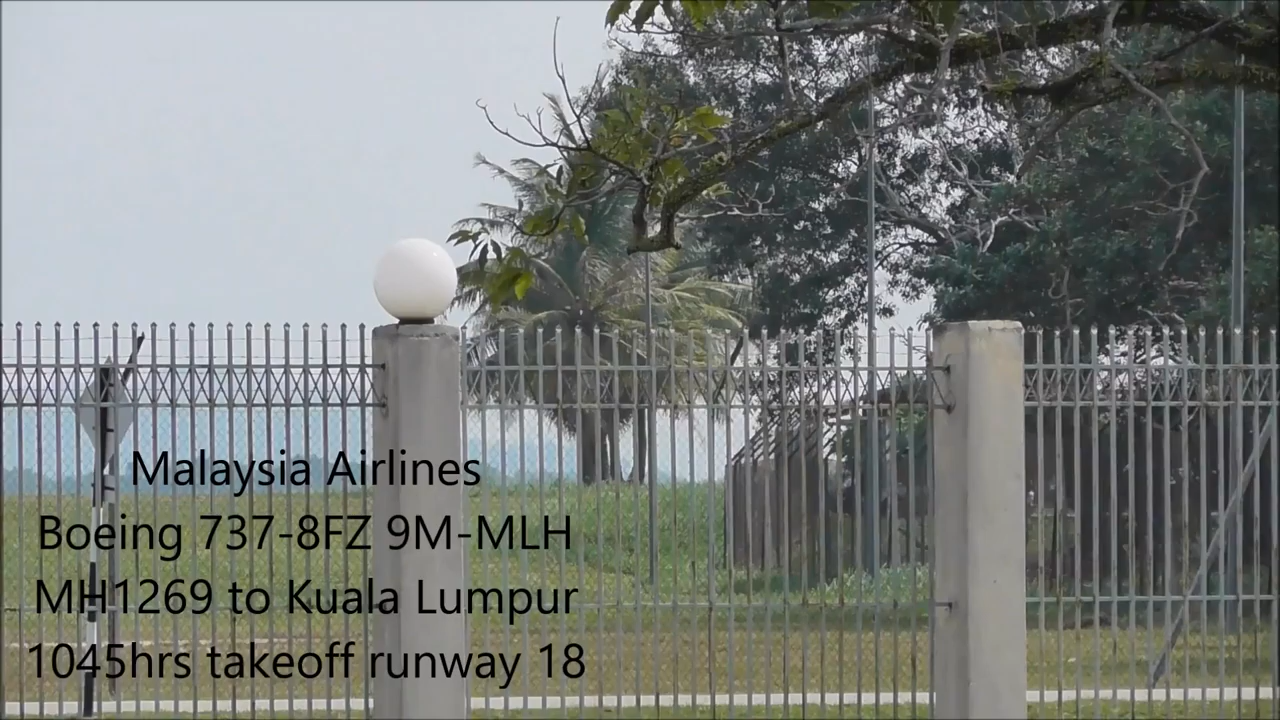 Malaysia Airlines
Boeing 737-8FZ 9M-MLH
MH1269 to Kuala Lumpur
1045hrs takeoff runway 18